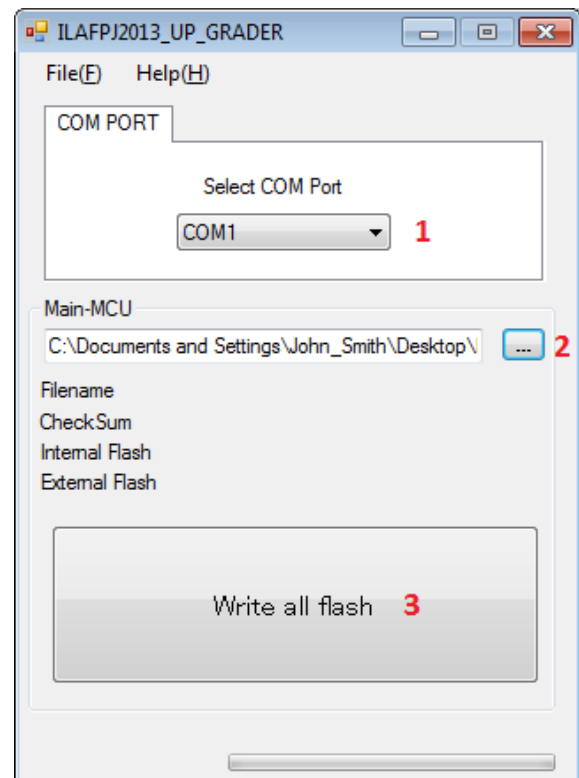 ILAFPJ2013_UP_GRADER
File(F) Help(H)
COM PORT
Select COM Port
COM1 1
Main-MCU
C:\Documents and Settings\John_Smith\Desktop\ ... 2
Filename
CheckSum
Internal Flash
External Flash
Write all flash 3